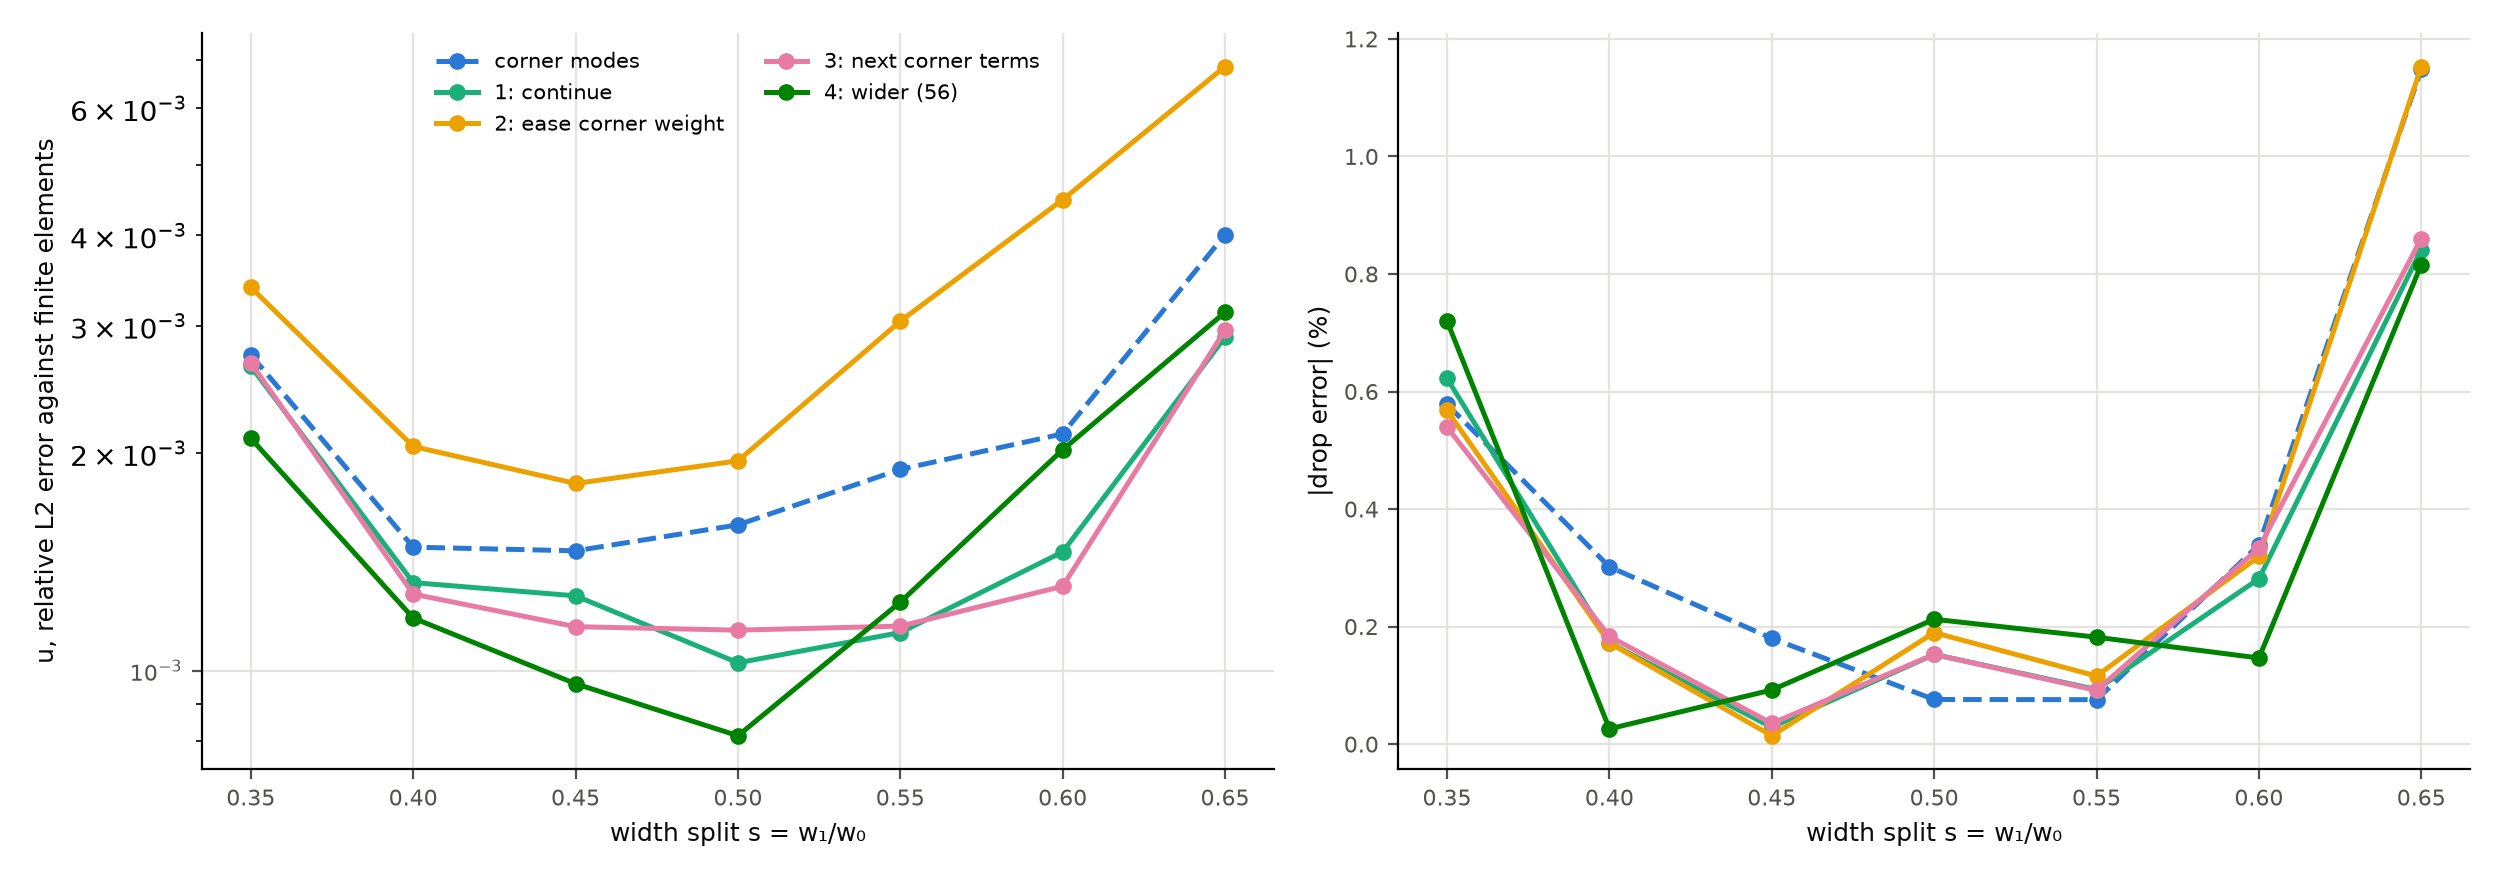 u, relative L2 error against finite elements
6 × 10⁻³
4 × 10⁻³
3 × 10⁻³
2 × 10⁻³
10⁻³
corner modes
1: continue
2: ease corner weight
3: next corner terms
4: wider (56)
0.35 0.40 0.45 0.50 0.55 0.60 0.65
width split s = w₁/w₀
|drop error| (%)
1.2
1.0
0.8
0.6
0.4
0.2
0.0
0.35 0.40 0.45 0.50 0.55 0.60 0.65
width split s = w₁/w₀